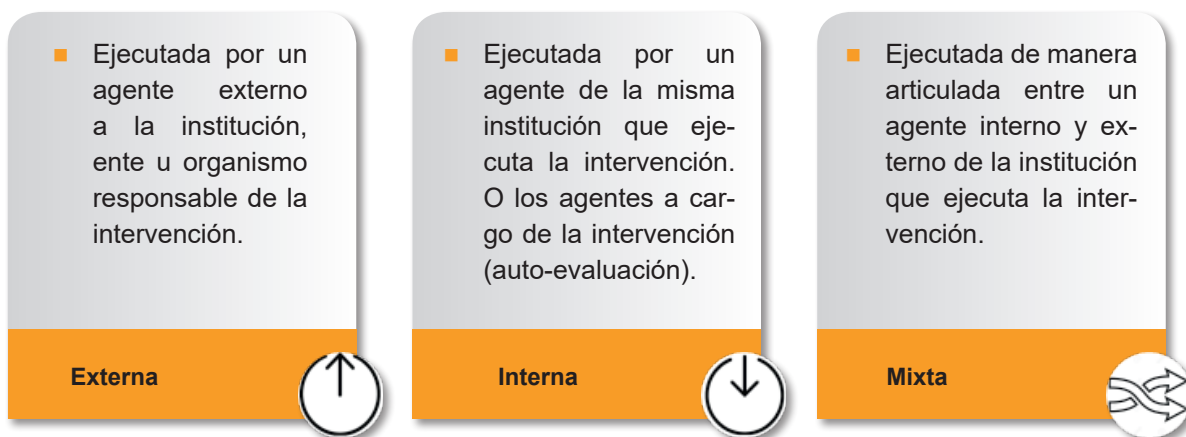 ■ Ejecutada por un
agente externo
a la institución,
ente u organismo
responsable de la
intervención.
Externa
■ Ejecutada por un
agente de la misma
institución que eje-
cuta la intervención.
O los agentes a car-
go de la intervención
(auto-evaluación).
Interna
■ Ejecutada de manera
articulada entre un
agente interno y ex-
terno de la institución
que ejecuta la inter-
vención.
Mixta